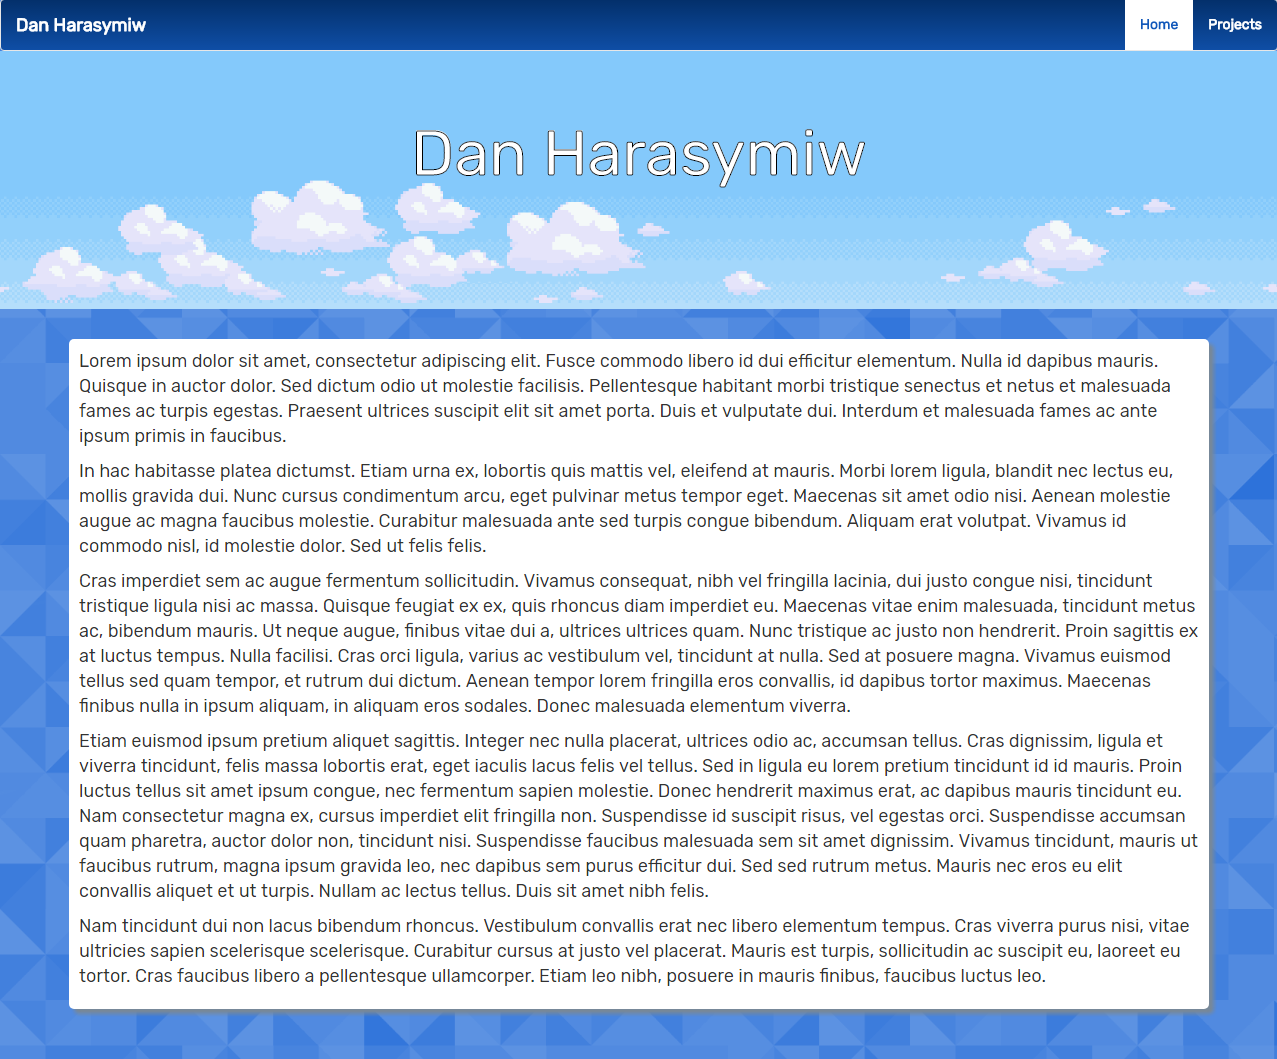 Dan Harasymiw
Home
Projects
Dan Harasymiw
Lorem ipsum dolor sit amet, consectetur adipiscing elit. Fusce commodo libero id dui efficitur elementum. Nulla id dapibus mauris.
Quisque in auctor dolor. Sed dictum odio ut molestie facilisis. Pellentesque habitant morbi tristique senectus et netus et malesuada
fames ac turpis egestas. Praesent ultrices suscipit elit sit amet porta. Duis et vulputate dui. Interdum et malesuada fames ac ante
ipsum primis in faucibus.
In hac habitasse platea dictumst. Etiam urna ex, lobortis quis mattis vel, eleifend at mauris. Morbi lorem ligula, blandit nec lectus eu,
mollis gravida dui. Nunc cursus condimentum arcu, eget pulvinar metus tempor eget. Maecenas sit amet odio nisi. Aenean molestie
augue ac magna faucibus molestie. Curabitur malesuada ante sed turpis congue bibendum. Aliquam erat volutpat. Vivamus id
commodo nisl, id molestie dolor. Sed ut felis felis.
Cras imperdiet sem ac augue fermentum sollicitudin. Vivamus consequat, nibh vel fringilla lacinia, dui justo congue nisi, tincidunt
tristique ligula nisi ac massa. Quisque feugiat ex ex, quis rhoncus diam imperdiet eu. Maecenas vitae enim malesuada, tincidunt metus
ac, bibendum mauris. Ut neque augue, finibus vitae dui a, ultrices ultrices quam. Nunc tristique ac justo non hendrerit. Proin sagittis ex
at luctus tempus. Nulla facilisi. Cras orci ligula, varius ac vestibulum vel, tincidunt at nulla. Sed at posuere magna. Vivamus euismod
tellus sed quam tempor, et rutrum dui dictum. Aenean tempor lorem fringilla eros convallis, id dapibus tortor maximus. Maecenas
finibus nulla in ipsum aliquam, in aliquam eros sodales. Donec malesuada elementum viverra.
Etiam euismod ipsum pretium aliquet sagittis. Integer nec nulla placerat, ultrices odio ac, accumsan tellus. Cras dignissim, ligula et
viverra tincidunt, felis massa lobortis erat, eget iaculis lacus felis vel tellus. Sed in ligula eu lorem pretium tincidunt id id mauris. Proin
luctus tellus sit amet ipsum congue, nec fermentum sapien molestie. Donec hendrerit maximus erat, ac dapibus mauris tincidunt eu.
Nam consectetur magna ex, cursus imperdiet elit fringilla non. Suspendisse id suscipit risus, vel egestas orci. Suspendisse accumsan
quam pharetra, auctor dolor non, tincidunt nisi. Suspendisse faucibus malesuada sem sit amet dignissim. Vivamus tincidunt, mauris ut
faucibus rutrum, magna ipsum gravida leo, nec dapibus sem purus efficitur dui. Sed sed rutrum metus. Mauris nec eros eu elit
convallis aliquet et ut turpis. Nullam ac lectus tellus. Duis sit amet nibh felis.
Nam tincidunt dui non lacus bibendum rhoncus. Vestibulum convallis erat nec libero elementum tempus. Cras viverra purus nisi, vitae
ultricies sapien scelerisque scelerisque. Curabitur cursus at justo vel placerat. Mauris est turpis, sollicitudin ac suscipit eu, laoreet eu
tortor. Cras faucibus libero a pellentesque ullamcorper. Etiam leo nibh, posuere in mauris finibus, faucibus luctus leo.